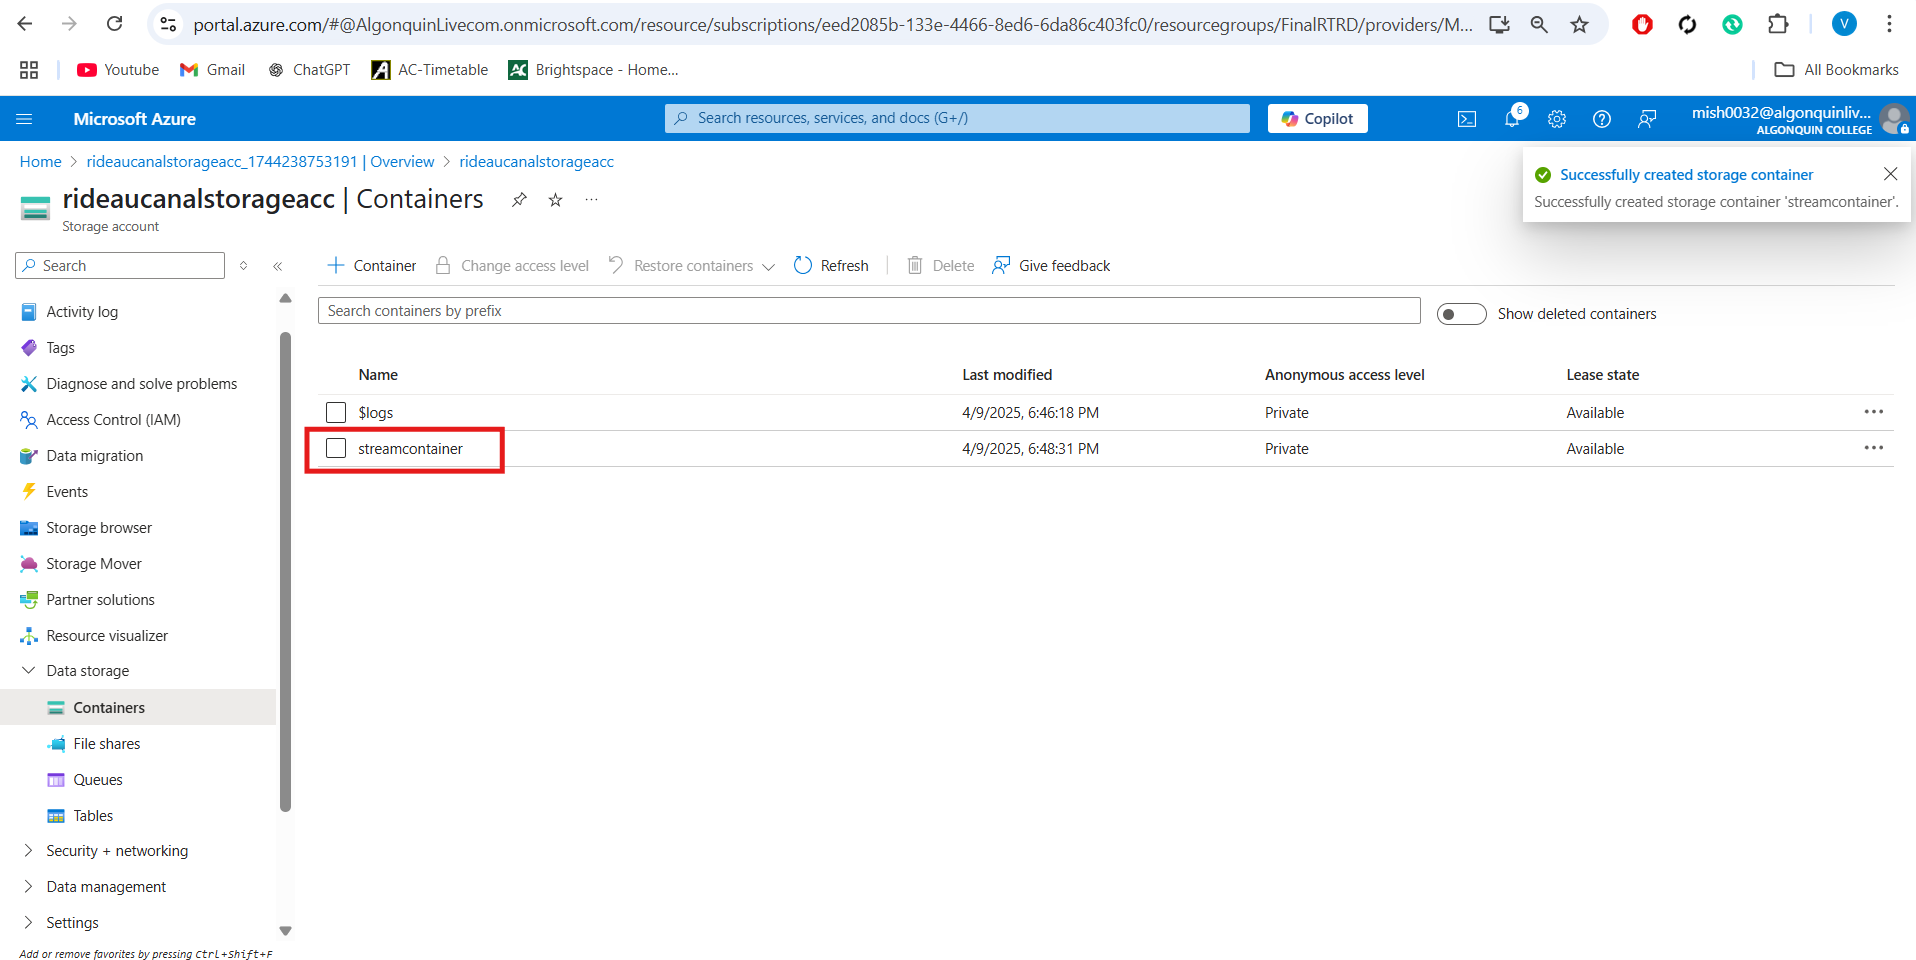 portal.azure.com/#@AlgonquinLivecom.onmicrosoft.com/resource/subscriptions/eed2085b-133e-4466-8ed6-6da86c403fc0/resourcegroups/FinalRTRD/providers/M...
V
YouTube
Gmail
ChatGPT
AC-Timetable
Brightspace - Home...
All Bookmarks
Microsoft Azure
Search resources, services, and docs (G+/)
Copilot
6
mish0032@algonquinliv...
ALGONQUIN COLLEGE
Home > rideaucanalstorageacc_1744238753191 | Overview > rideaucanalstorageacc
rideaucanalstorageacc | Containers
Storage account
Successfully created storage container
Successfully created storage container 'streamcontainer'.
Search
Container
Change access level
Restore containers
Refresh
Delete
Give feedback
Search containers by prefix
Show deleted containers
Name Last modified Anonymous access level Lease state
$logs 4/9/2025, 6:46:18 PM Private Available
streamcontainer 4/9/2025, 6:48:31 PM Private Available
Activity log
Tags
Diagnose and solve problems
Access Control (IAM)
Data migration
Events
Storage browser
Storage Mover
Partner solutions
Resource visualizer
Data storage
Containers
File shares
Queues
Tables
Security + networking
Data management
Settings
Add or remove favorites by pressing Ctrl+Shift+F